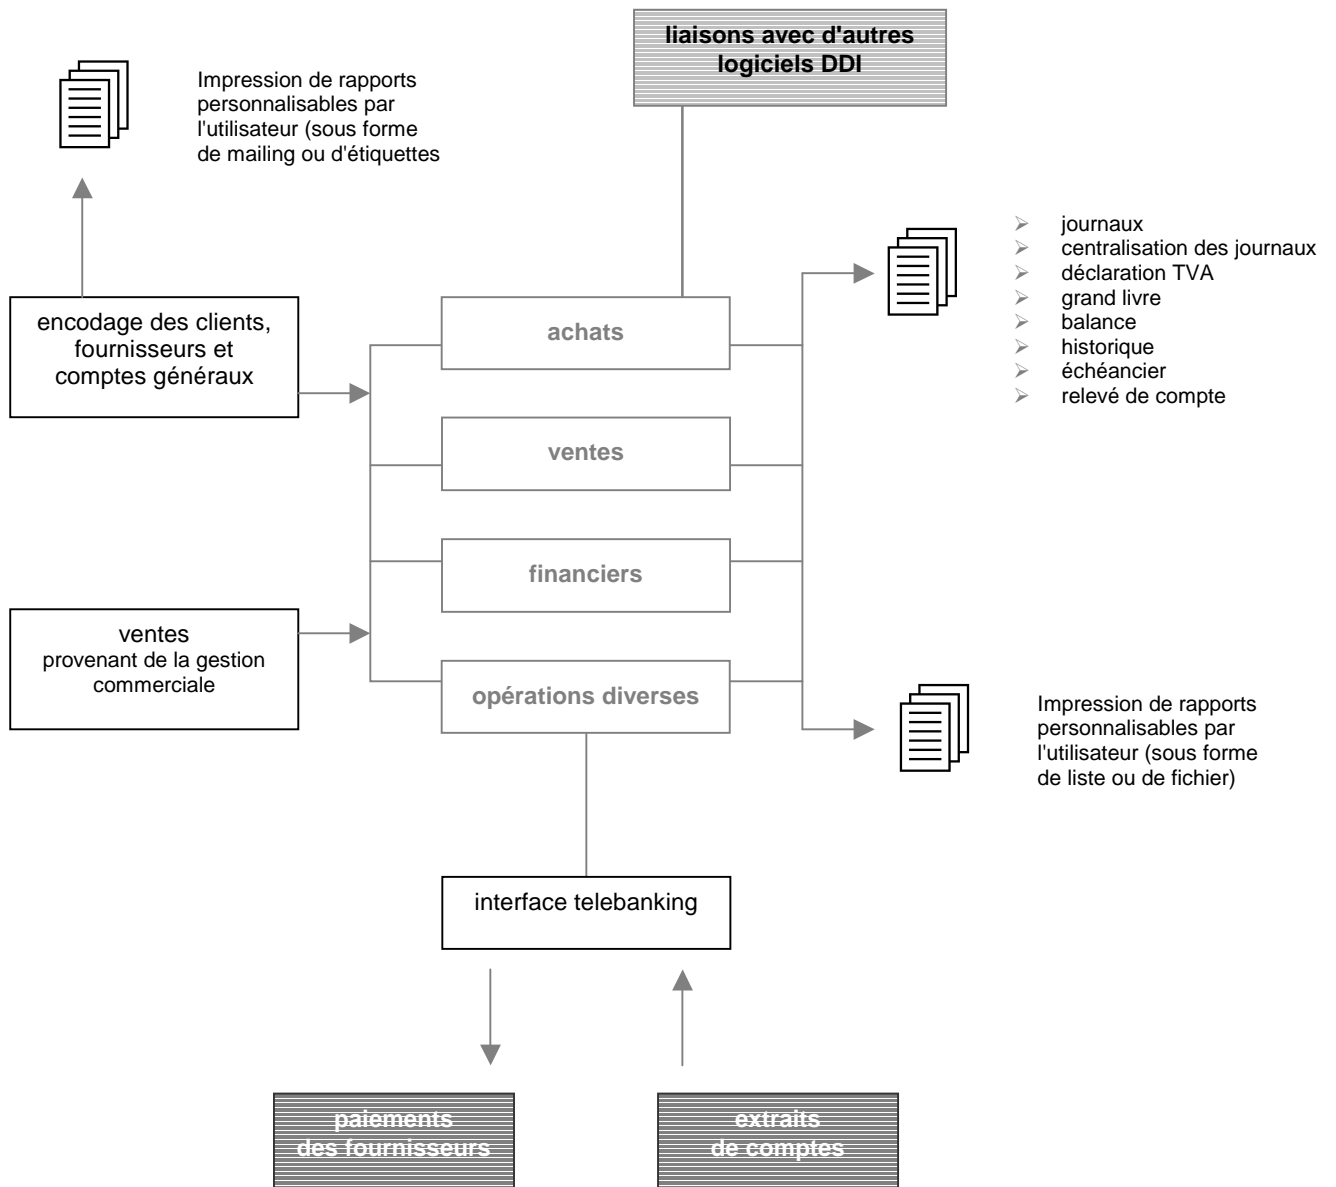 liaisons avec d'autres
logiciels DDI
Impression de rapports
personnalisables par
l'utilisateur (sous forme
de mailing ou d'étiquettes
➢ journaux
➢ centralisation des journaux
➢ déclaration TVA
➢ grand livre
➢ balance
➢ historique
➢ échéancier
➢ relevé de compte
encodage des clients,
fournisseurs et
comptes généraux
achats
ventes
financiers
ventes
provenant de la gestion
commerciale
opérations diverses
Impression de rapports
personnalisables par
l'utilisateur (sous forme
de liste ou de fichier)
interface telebanking
paiements
des fournisseurs
extraits
de comptes